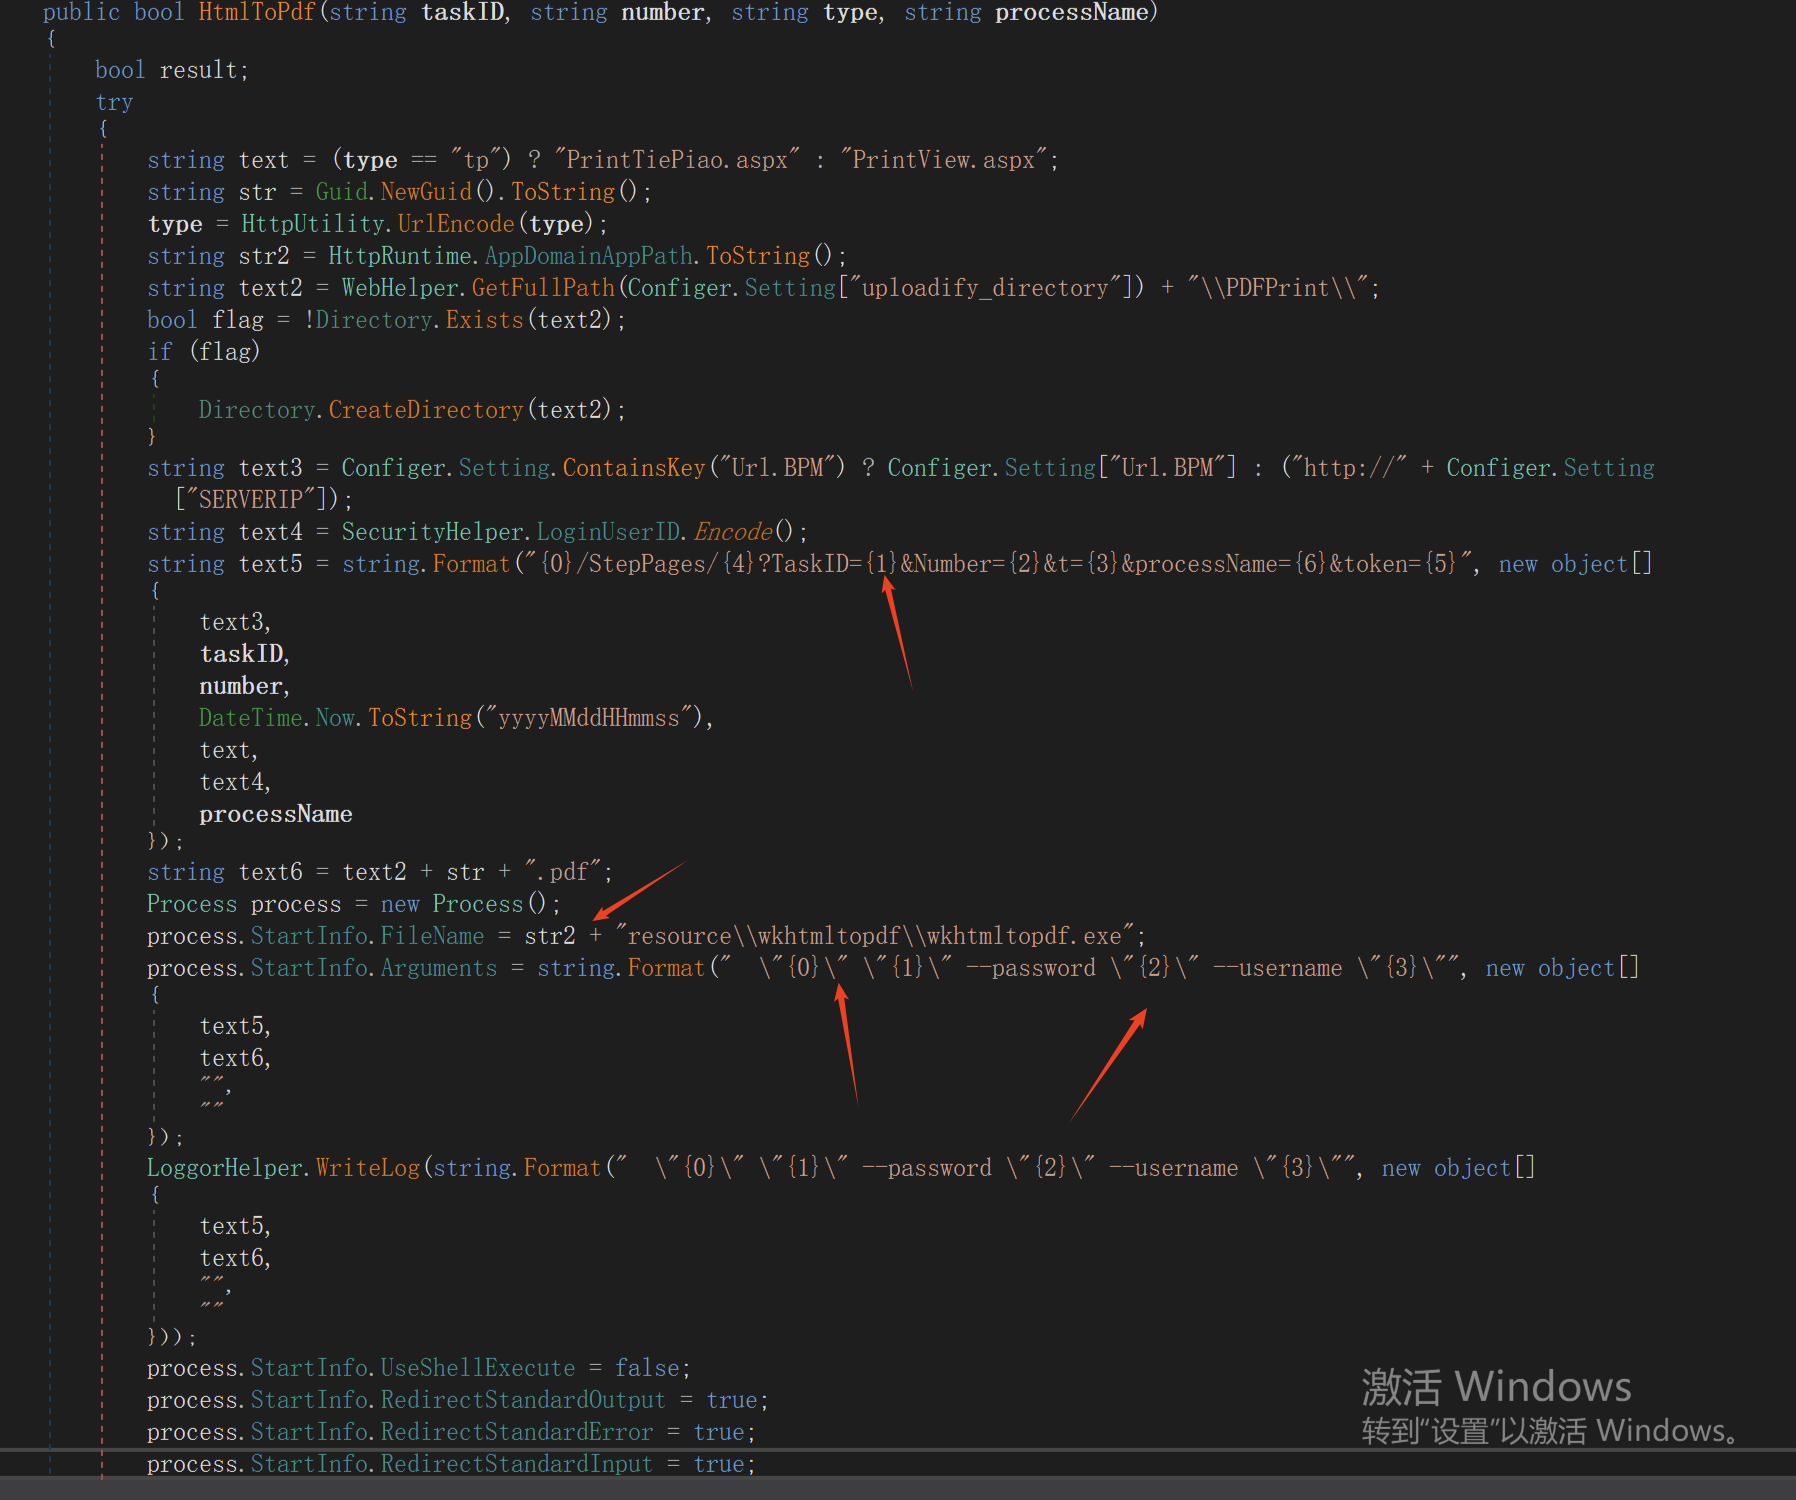 public bool HtmlToPdf(string taskID, string number, string type, string processName)
{
bool result;
try
{
string text = (type == "tp") ? "PrintTiePiao.aspx" : "PrintView.aspx";
string str = Guid.NewGuid().ToString();
type = HttpUtility.UrlEncode(type);
string str2 = HttpRuntime.AppDomainAppPath.ToString();
string text2 = WebHelper.GetFullPath(Configer.Setting["uploadify_directory"]) + "\\PDFPrint\\";
bool flag = !Directory.Exists(text2);
if (flag)
{
Directory.CreateDirectory(text2);
}
string text3 = Configer.Setting.ContainsKey("Url.BPM") ? Configer.Setting["Url.BPM"] : ("http://" + Configer.Setting
["SERVERIP"]);
string text4 = SecurityHelper.LoginUserID.Encode();
string text5 = string.Format("{0}/StepPages/{4}?TaskID={1}&Number={2}&t={3}&processName={6}&token={5}", new object[]
{
text3,
taskID,
number,
DateTime.Now.ToString("yyyyMMddHHmmss"),
text,
text4,
processName
});
string text6 = text2 + str + ".pdf";
Process process = new Process();
process.StartInfo.FileName = str2 + "resource\\wkhtmltopdf\\wkhtmltopdf.exe";
process.StartInfo.Arguments = string.Format("  \"{0}\" \"{1}\" --password \"{2}\" --username \"{3}\"", new object[]
{
text5,
text6,
"",
""
});
LoggorHelper.WriteLog(string.Format("  \"{0}\" \"{1}\" --password \"{2}\" --username \"{3}\"", new object[]
{
text5,
text6,
"",
""
}));
process.StartInfo.UseShellExecute = false;
process.StartInfo.RedirectStandardOutput = true;
process.StartInfo.RedirectStandardError = true;
process.StartInfo.RedirectStandardInput = true;
激活 Windows
转到“设置”以激活 Windows。